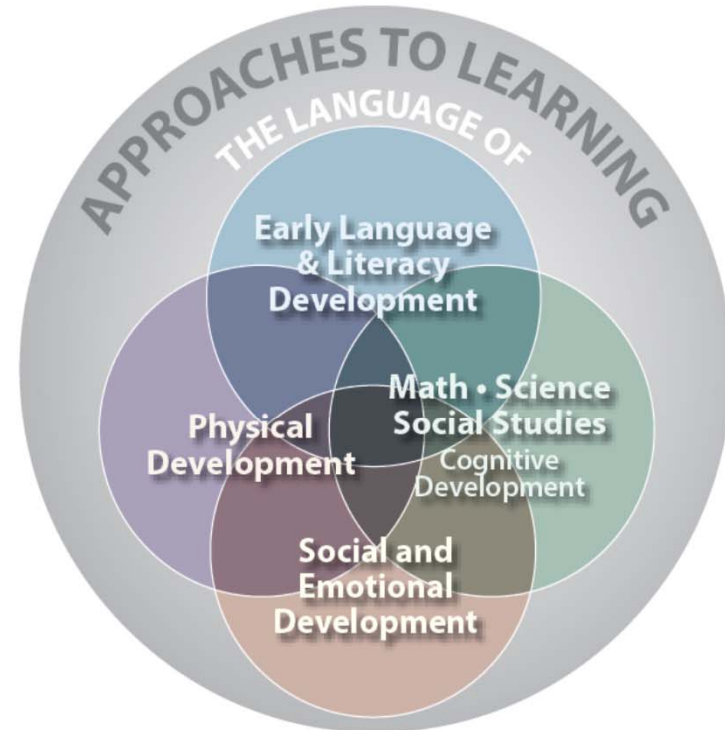 APPROACHES TO LEARNING
THE LANGUAGE OF
Early Language
& Literacy
Development
Math • Science
Social Studies
Cognitive
Development
Physical
Development
Social and
Emotional
Development